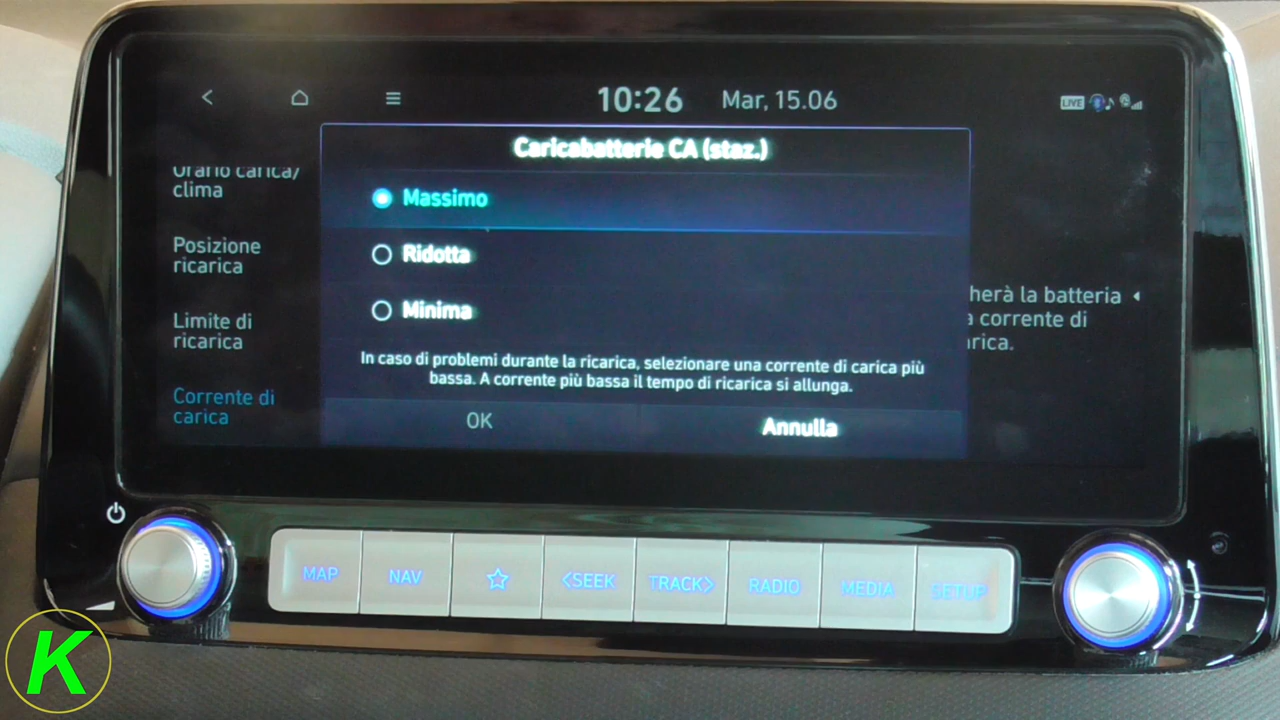 10:26 Mar, 15.06 LIVE
Caricabatterie CA (staz.)
Orario carica/
clima
Posizione
ricarica
Limite di
ricarica
Corrente di
carica
Massimo
Ridotta
Minima
In caso di problemi durante la ricarica, selezionare una corrente di carica più
bassa. A corrente più bassa il tempo di ricarica si allunga.
OK Annulla
herà la batteria
a corrente di
arica.
MAP NAV <SEEK TRACK> RADIO MEDIA SETUP
K